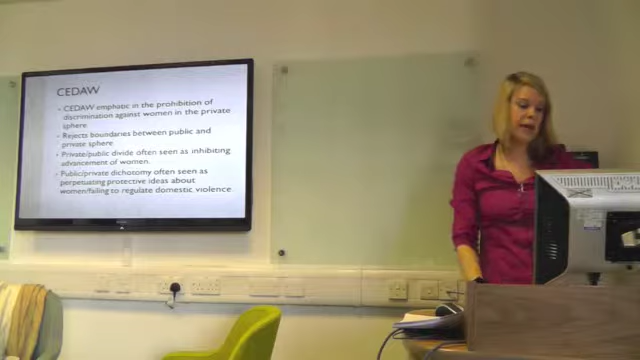 CEDAW
CEDAW emphatic in the prohibition of
discrimination against women in the private
sphere.
Rejects boundaries between public and
private sphere.
Private/public divide often seen as inhibiting
advancement of women.
Public/private dichotomy often seen as
perpetuating protective ideas about
women/failing to regulate domestic violence.